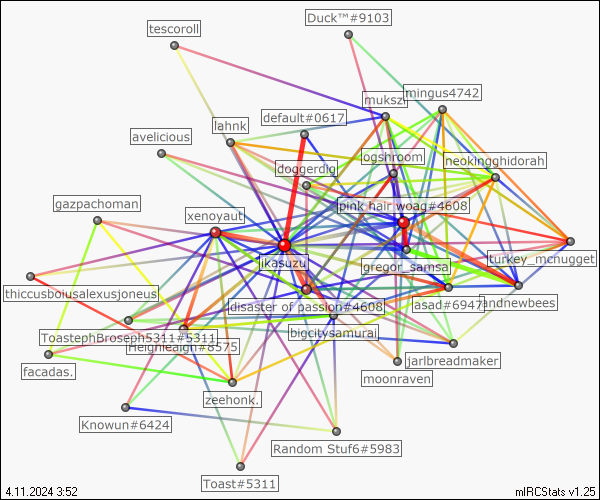 Duck™#9103
tescoroll
mingus4742
mukszi
default#0617
lahnk
avelicious
ogshroom
neokingghidorah
doggerdig
gazpachoman
pink hair woag#4608
xenoyaut
turkey_mcnugget
jikasuzu
gregor_samsa
thiccusboiusalexusjoneus
disaster of passion#4608
asad#6947
andnewbees
bigcitysamurai
ToastephBroseph5311#5311
Heighleaigh#8575
jarlbreadmaker
facadas.
moonraven
zeehonk.
Knowun#6424
Random Stuf6#5983
Toast#5311
4.11.2024 3:52
mIRCStats v1.25